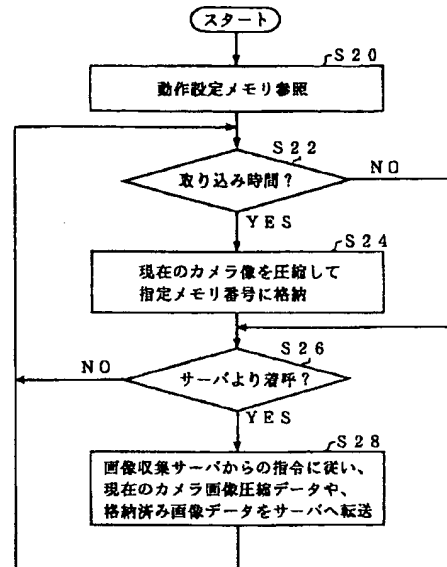 スタート
S20
動作設定メモリ参照
S22
取り込み時間?
NO
YES
S24
現在のカメラ像を圧縮して
指定メモリ番号に格納
S26
NO
サーバより着呼?
YES
S28
画像収集サーバからの指令に従い、
現在のカメラ画像圧縮データや、
格納済み画像データをサーバへ転送